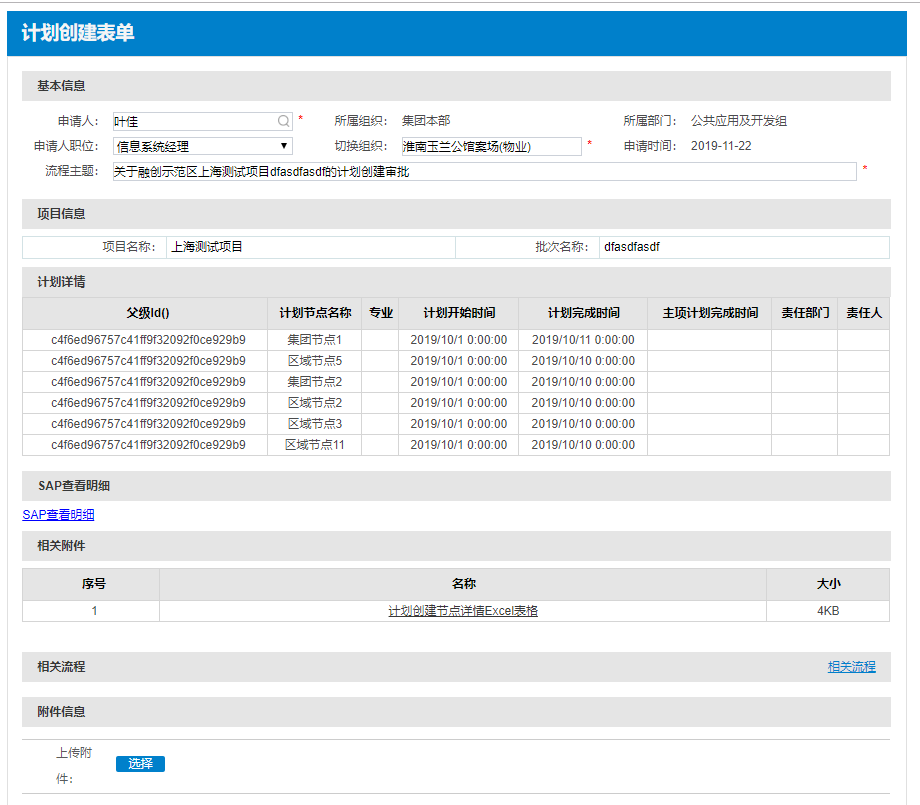 计划创建表单
基本信息
申请人： 叶佳 * 所属组织： 集团本部 所属部门： 公共应用及开发组
申请人职位： 信息系统经理 切换组织： 淮南玉兰公馆案场(物业) * 申请时间： 2019-11-22
流程主题： 关于融创示范区上海测试项目dfasdfasdf的计划创建审批 *
项目信息
项目名称： 上海测试项目 批次名称： dfasdfasdf
计划详情
父级Id() 计划节点名称 专业 计划开始时间 计划完成时间 主项计划完成时间 责任部门 责任人
c4f6ed96757c41ff9f32092f0ce929b9 集团节点1 2019/10/1 0:00:00 2019/10/11 0:00:00
c4f6ed96757c41ff9f32092f0ce929b9 区域节点5 2019/10/1 0:00:00 2019/10/10 0:00:00
c4f6ed96757c41ff9f32092f0ce929b9 集团节点2 2019/10/1 0:00:00 2019/10/10 0:00:00
c4f6ed96757c41ff9f32092f0ce929b9 区域节点2 2019/10/1 0:00:00 2019/10/10 0:00:00
c4f6ed96757c41ff9f32092f0ce929b9 区域节点3 2019/10/1 0:00:00 2019/10/10 0:00:00
c4f6ed96757c41ff9f32092f0ce929b9 区域节点11 2019/10/1 0:00:00 2019/10/10 0:00:00
SAP查看明细
SAP查看明细
相关附件
序号 名称 大小
1 计划创建节点详情Excel表格 4KB
相关流程 相关流程
附件信息
上传附
件： 选择